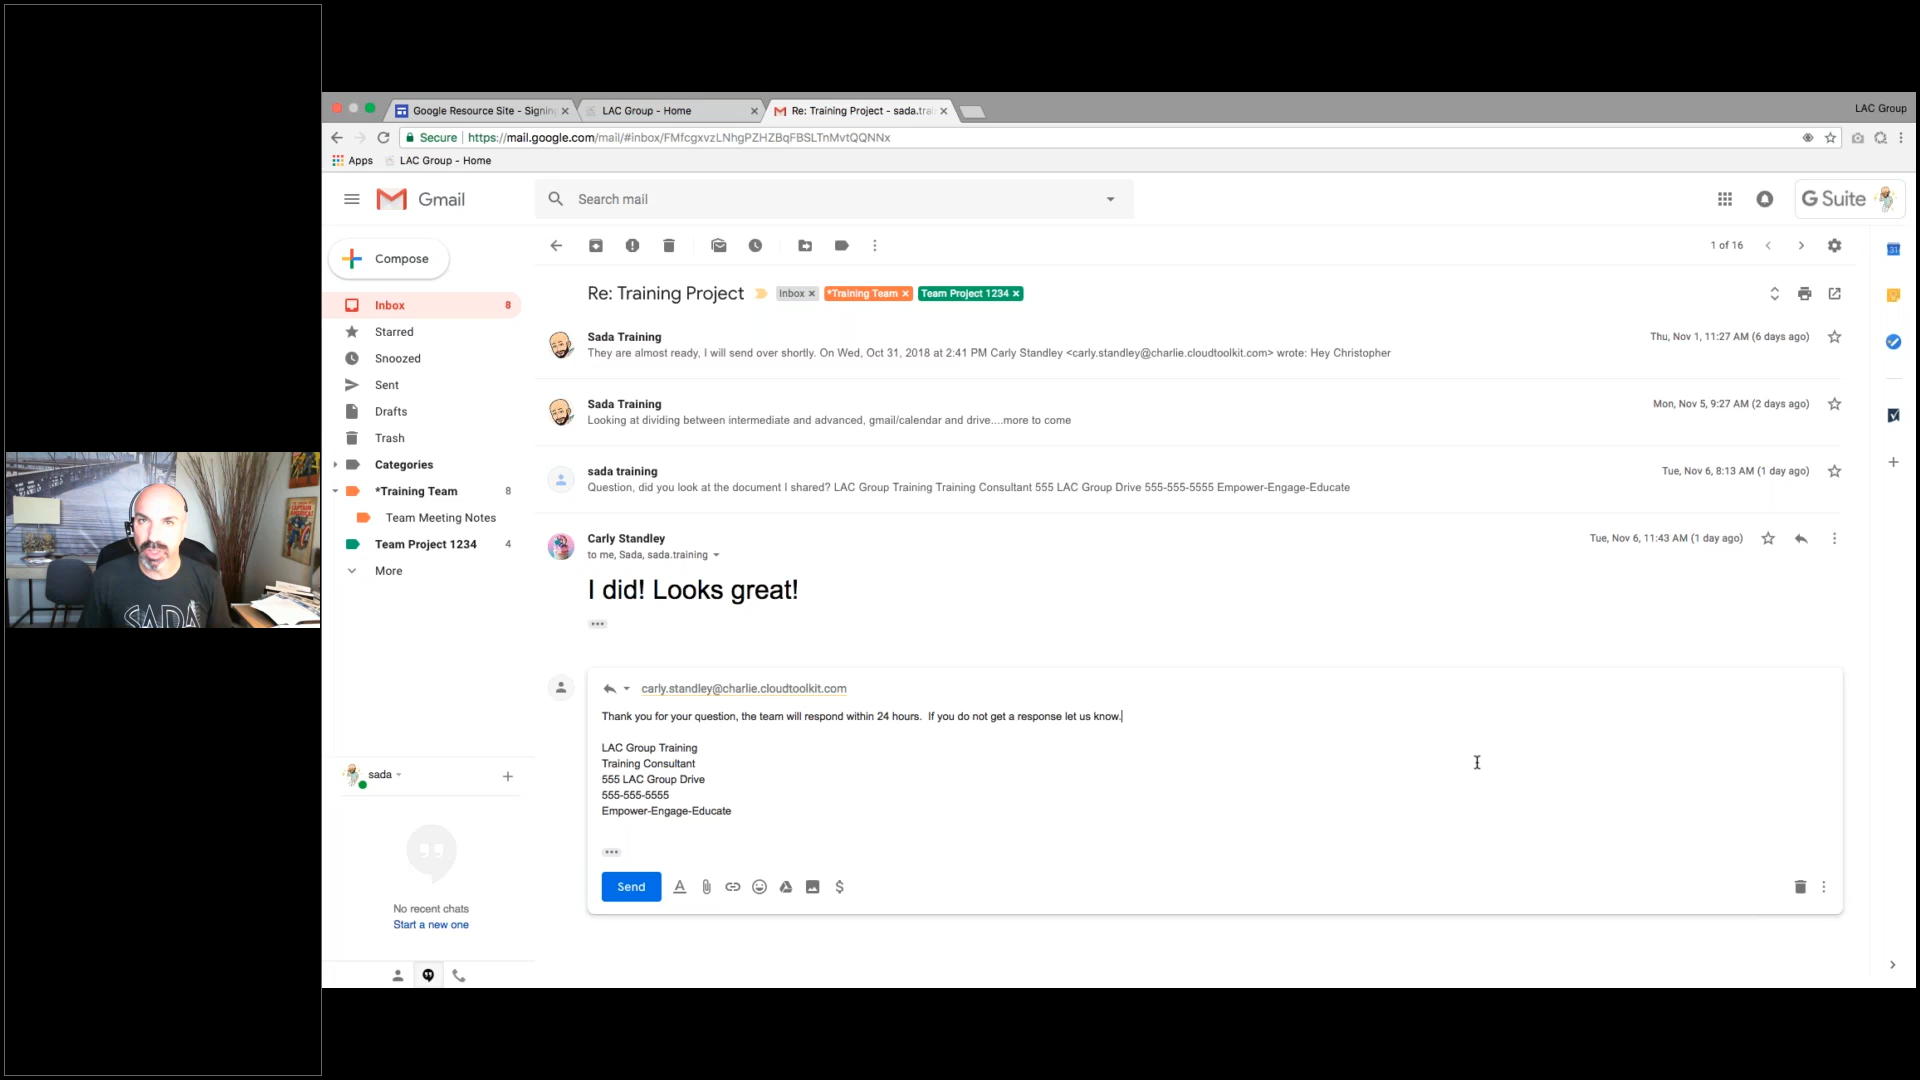 Google Resource Site - Signin
LAC Group - Home
Re: Training Project - sada.trai
LAC Group
Secure
https://mail.google.com/mail/#inbox/FMfcgxvzLNhgPZHZBqFBSLTnMvtQQNNx
Apps
LAC Group - Home
Gmail
Search mail
G Suite
Compose
1 of 16
Inbox 8
Starred
Snoozed
Sent
Drafts
Trash
Categories
*Training Team 8
Team Meeting Notes
Team Project 1234 4
More
Re: Training Project
Inbox x
*Training Team x
Team Project 1234 x
Sada Training
Thu, Nov 1, 11:27 AM (6 days ago)
They are almost ready, I will send over shortly. On Wed, Oct 31, 2018 at 2:41 PM Carly Standley <carly.standley@charlie.cloudtoolkit.com> wrote: Hey Christopher
Sada Training
Mon, Nov 5, 9:27 AM (2 days ago)
Looking at dividing between intermediate and advanced, gmail/calendar and drive....more to come
sada training
Tue, Nov 6, 8:13 AM (1 day ago)
Question, did you look at the document I shared? LAC Group Training Training Consultant 555 LAC Group Drive 555-555-5555 Empower-Engage-Educate
Carly Standley
Tue, Nov 6, 11:43 AM (1 day ago)
to me, Sada, sada.training
I did! Looks great!
carly.standley@charlie.cloudtoolkit.com
Thank you for your question, the team will respond within 24 hours.  If you do not get a response let us know.
LAC Group Training
Training Consultant
555 LAC Group Drive
555-555-5555
Empower-Engage-Educate
Send
sada
No recent chats
Start a new one
SADA
31